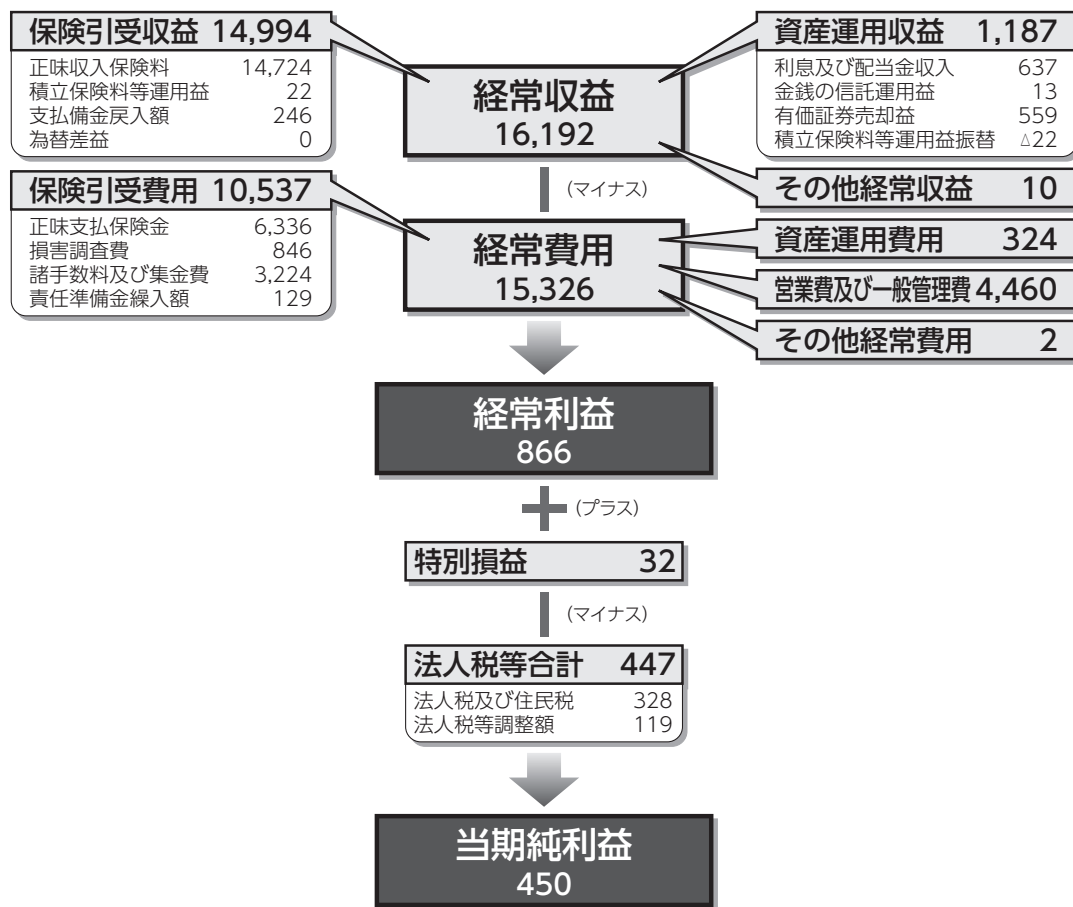 保険引受収益 14,994
正味収入保険料 14,724
積立保険料等運用益 22
支払備金戻入額 246
為替差益 0
経常収益
16,192
資産運用収益 1,187
利息及び配当金収入 637
金銭の信託運用益 13
有価証券売却益 559
積立保険料等運用益振替 △22
その他経常収益 10
(マイナス)
保険引受費用 10,537
正味支払保険金 6,336
損害調査費 846
諸手数料及び集金費 3,224
責任準備金繰入額 129
経常費用
15,326
資産運用費用 324
営業費及び一般管理費 4,460
その他経常費用 2
経常利益
866
(プラス)
特別損益 32
(マイナス)
法人税等合計 447
法人税及び住民税 328
法人税等調整額 119
当期純利益
450